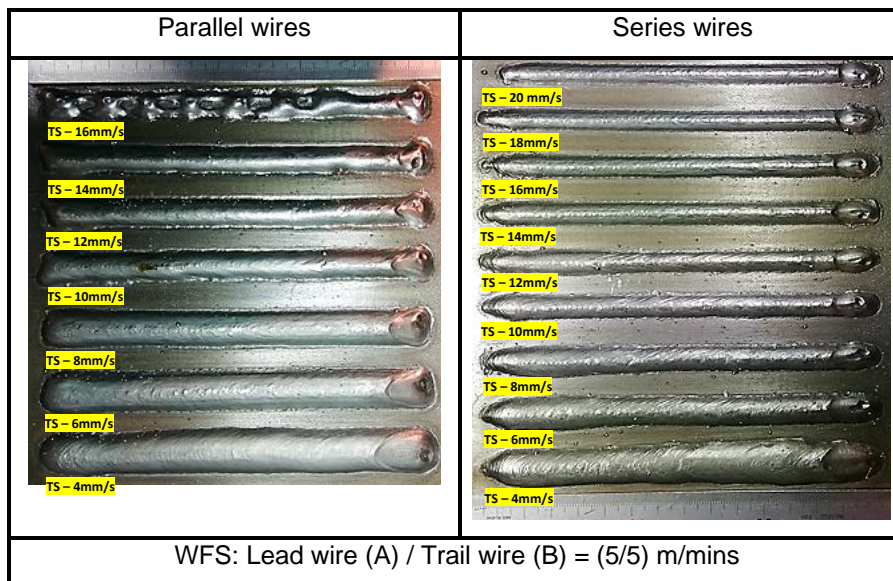 Parallel wires
Series wires
TS – 16mm/s
TS – 14mm/s
TS – 12mm/s
TS – 10mm/s
TS – 8mm/s
TS – 6mm/s
TS – 4mm/s
TS – 20 mm/s
TS – 18mm/s
TS – 16mm/s
TS – 14mm/s
TS – 12mm/s
TS – 10mm/s
TS – 8mm/s
TS – 6mm/s
TS – 4mm/s
WFS: Lead wire (A) / Trail wire (B) = (5/5) m/mins